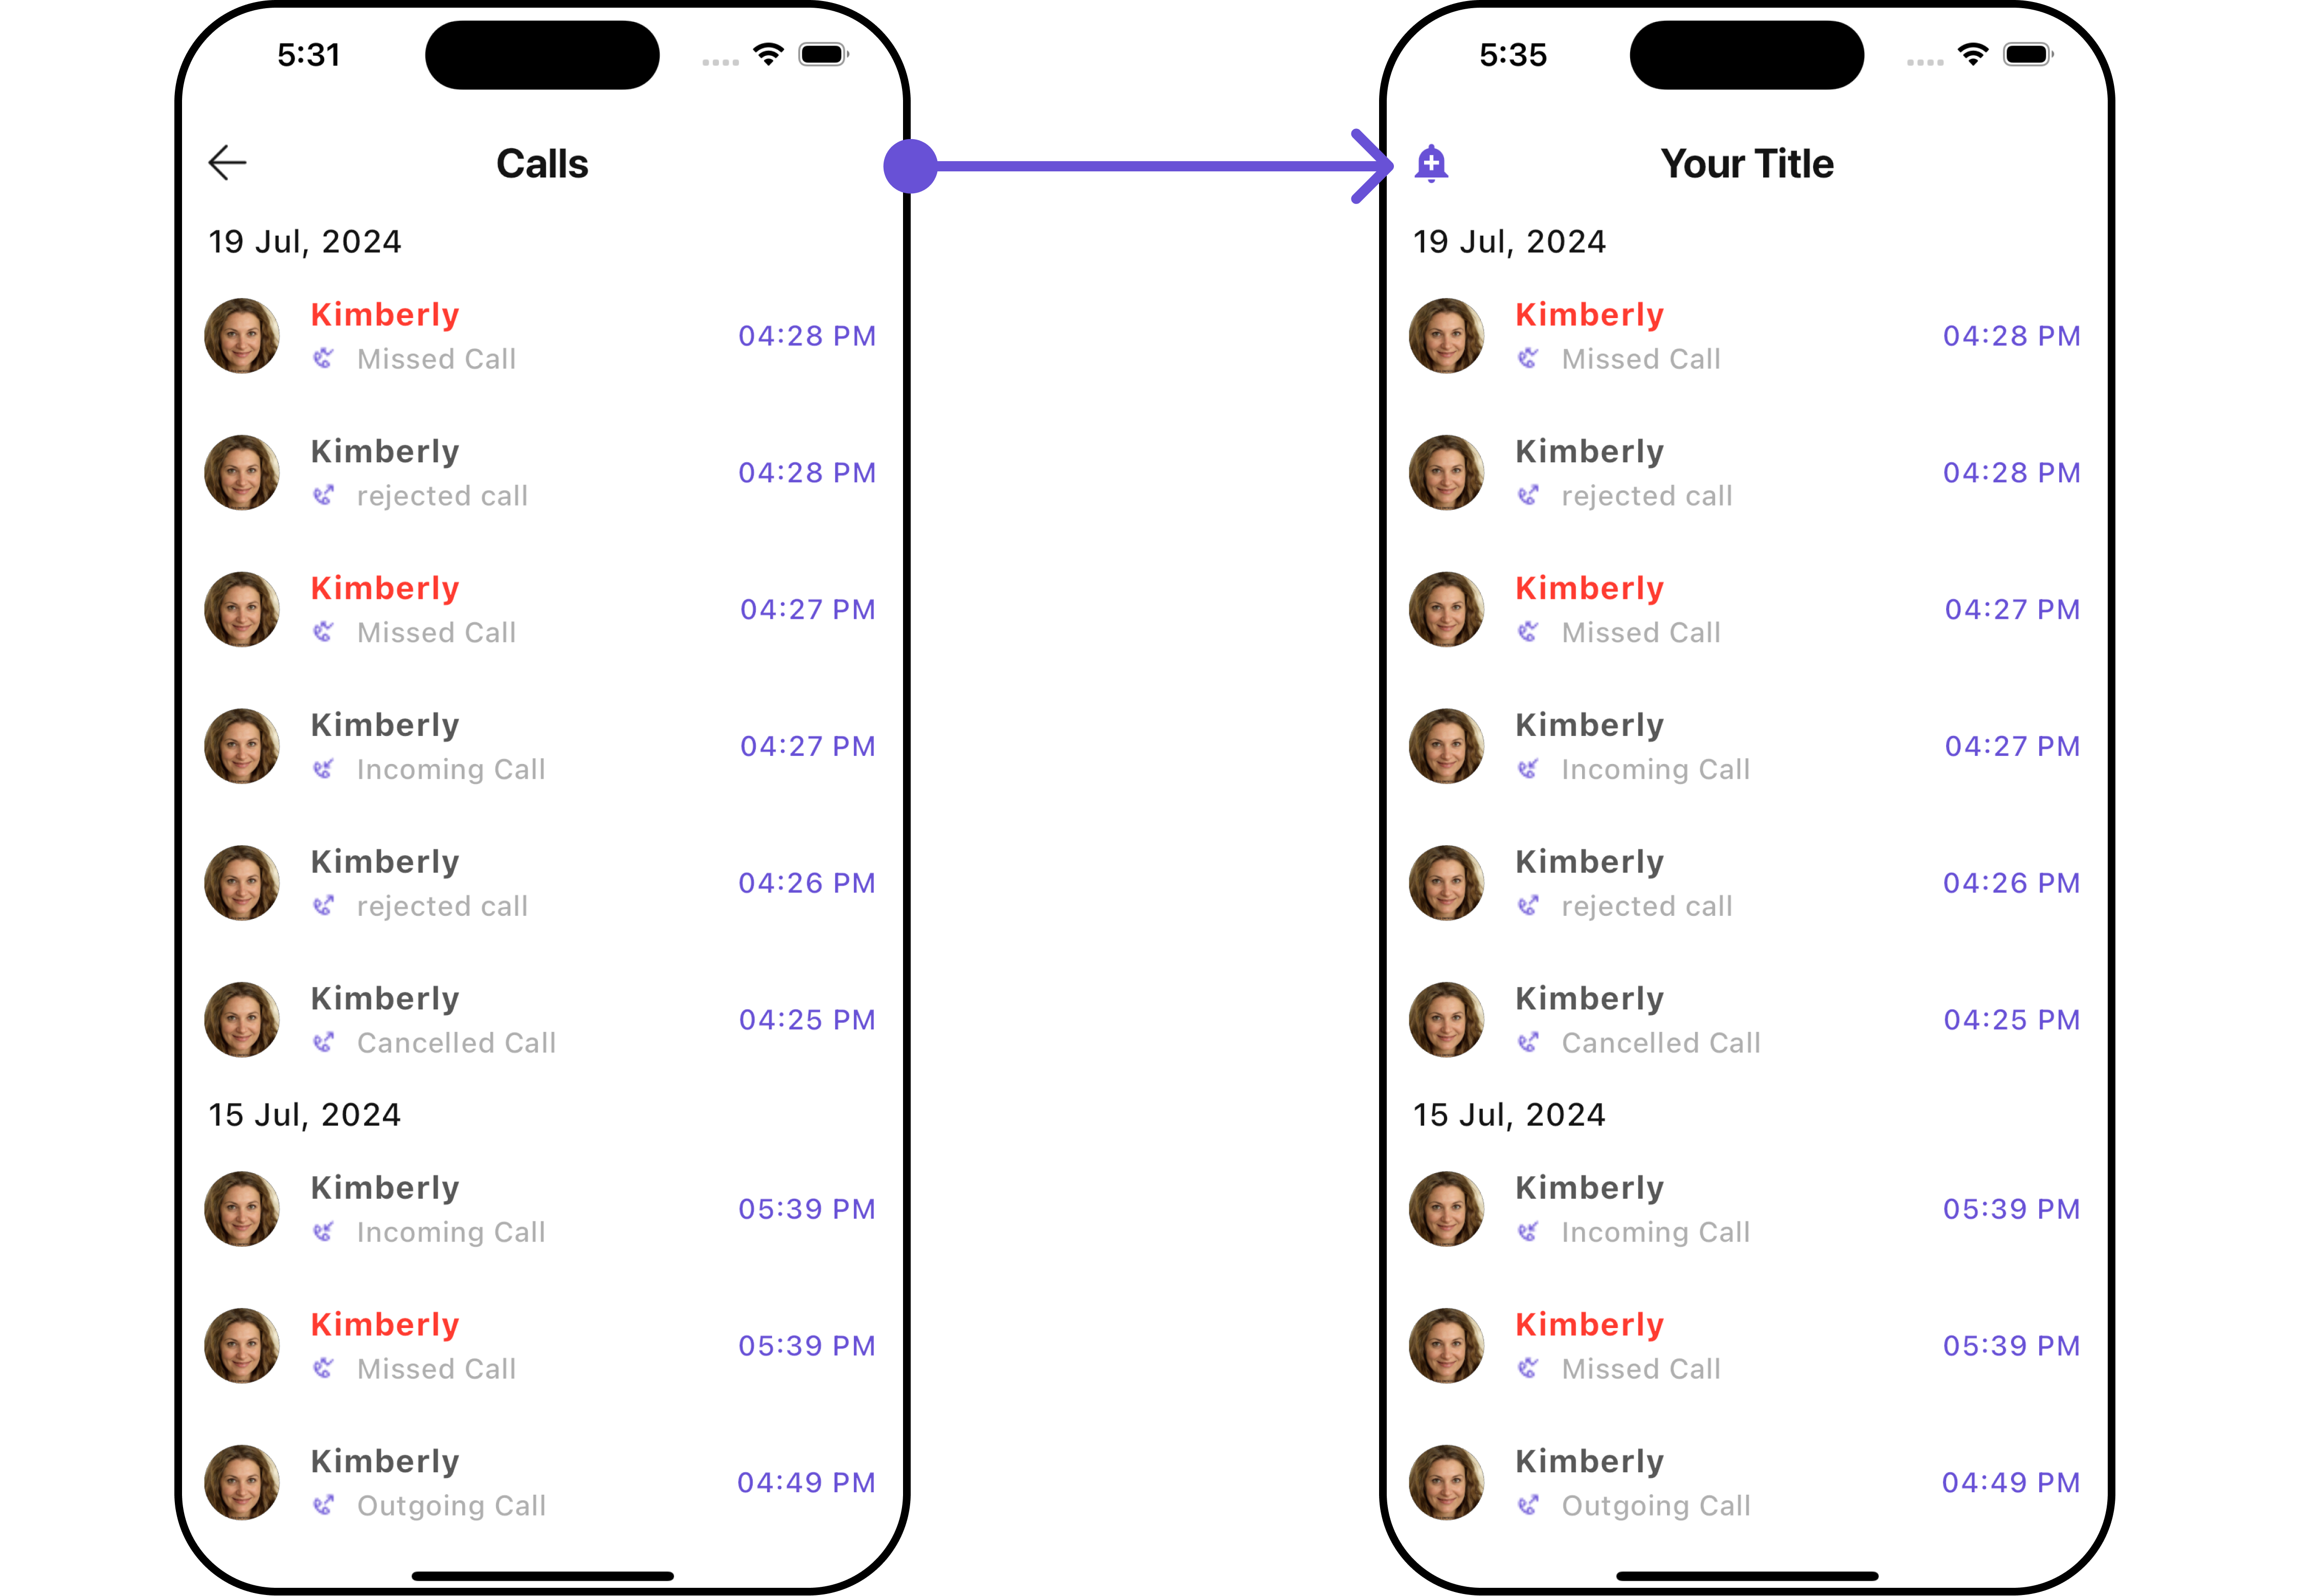 5:31
Calls
19 Jul, 2024
Kimberly
Missed Call
04:28 PM
Kimberly
rejected call
04:28 PM
Kimberly
Missed Call
04:27 PM
Kimberly
Incoming Call
04:27 PM
Kimberly
rejected call
04:26 PM
Kimberly
Cancelled Call
04:25 PM
15 Jul, 2024
Kimberly
Incoming Call
05:39 PM
Kimberly
Missed Call
05:39 PM
Kimberly
Outgoing Call
04:49 PM
5:35
Your Title
19 Jul, 2024
Kimberly
Missed Call
04:28 PM
Kimberly
rejected call
04:28 PM
Kimberly
Missed Call
04:27 PM
Kimberly
Incoming Call
04:27 PM
Kimberly
rejected call
04:26 PM
Kimberly
Cancelled Call
04:25 PM
15 Jul, 2024
Kimberly
Incoming Call
05:39 PM
Kimberly
Missed Call
05:39 PM
Kimberly
Outgoing Call
04:49 PM